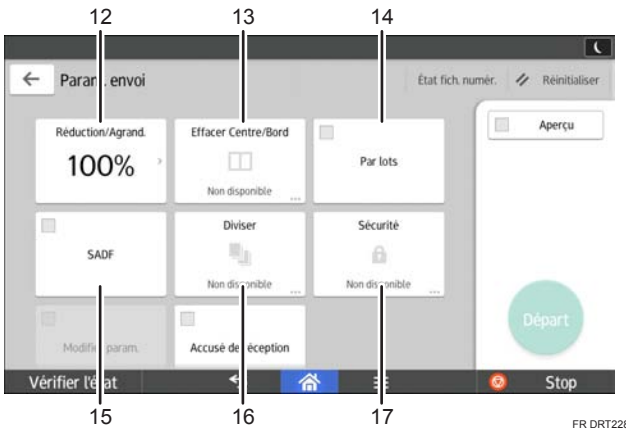 12 13 14
Param. envoi État fich. numér. Réinitialiser
Réduction/Agrand. Effacer Centre/Bord Aperçu
100% Par lots
Non disponible
Diviser Sécurité
SADF
Non disponible Non disponible
Départ
Modifier param. Accusé de réception
Vérifier l'état Stop
15 16 17
FR DRT228